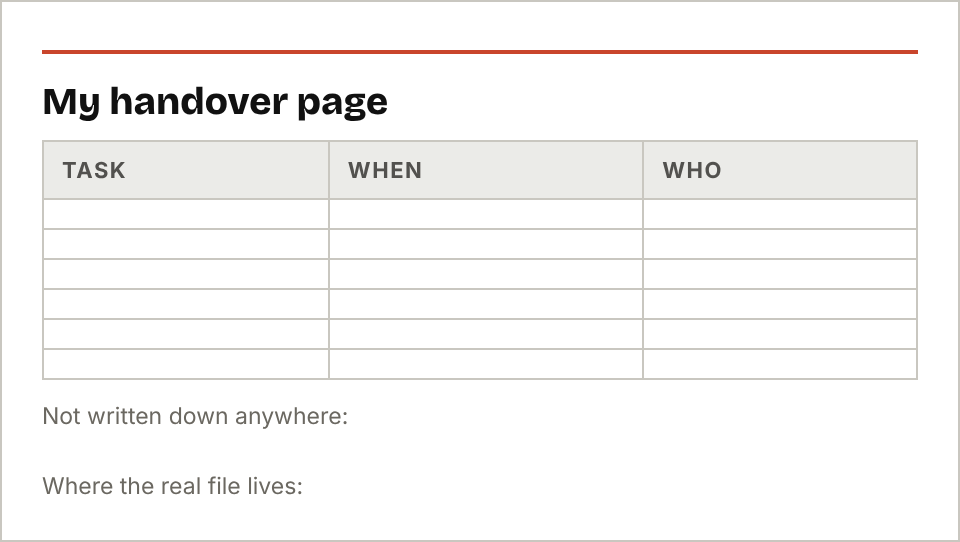 My handover page
TASK WHEN WHO
Not written down anywhere:
Where the real file lives: